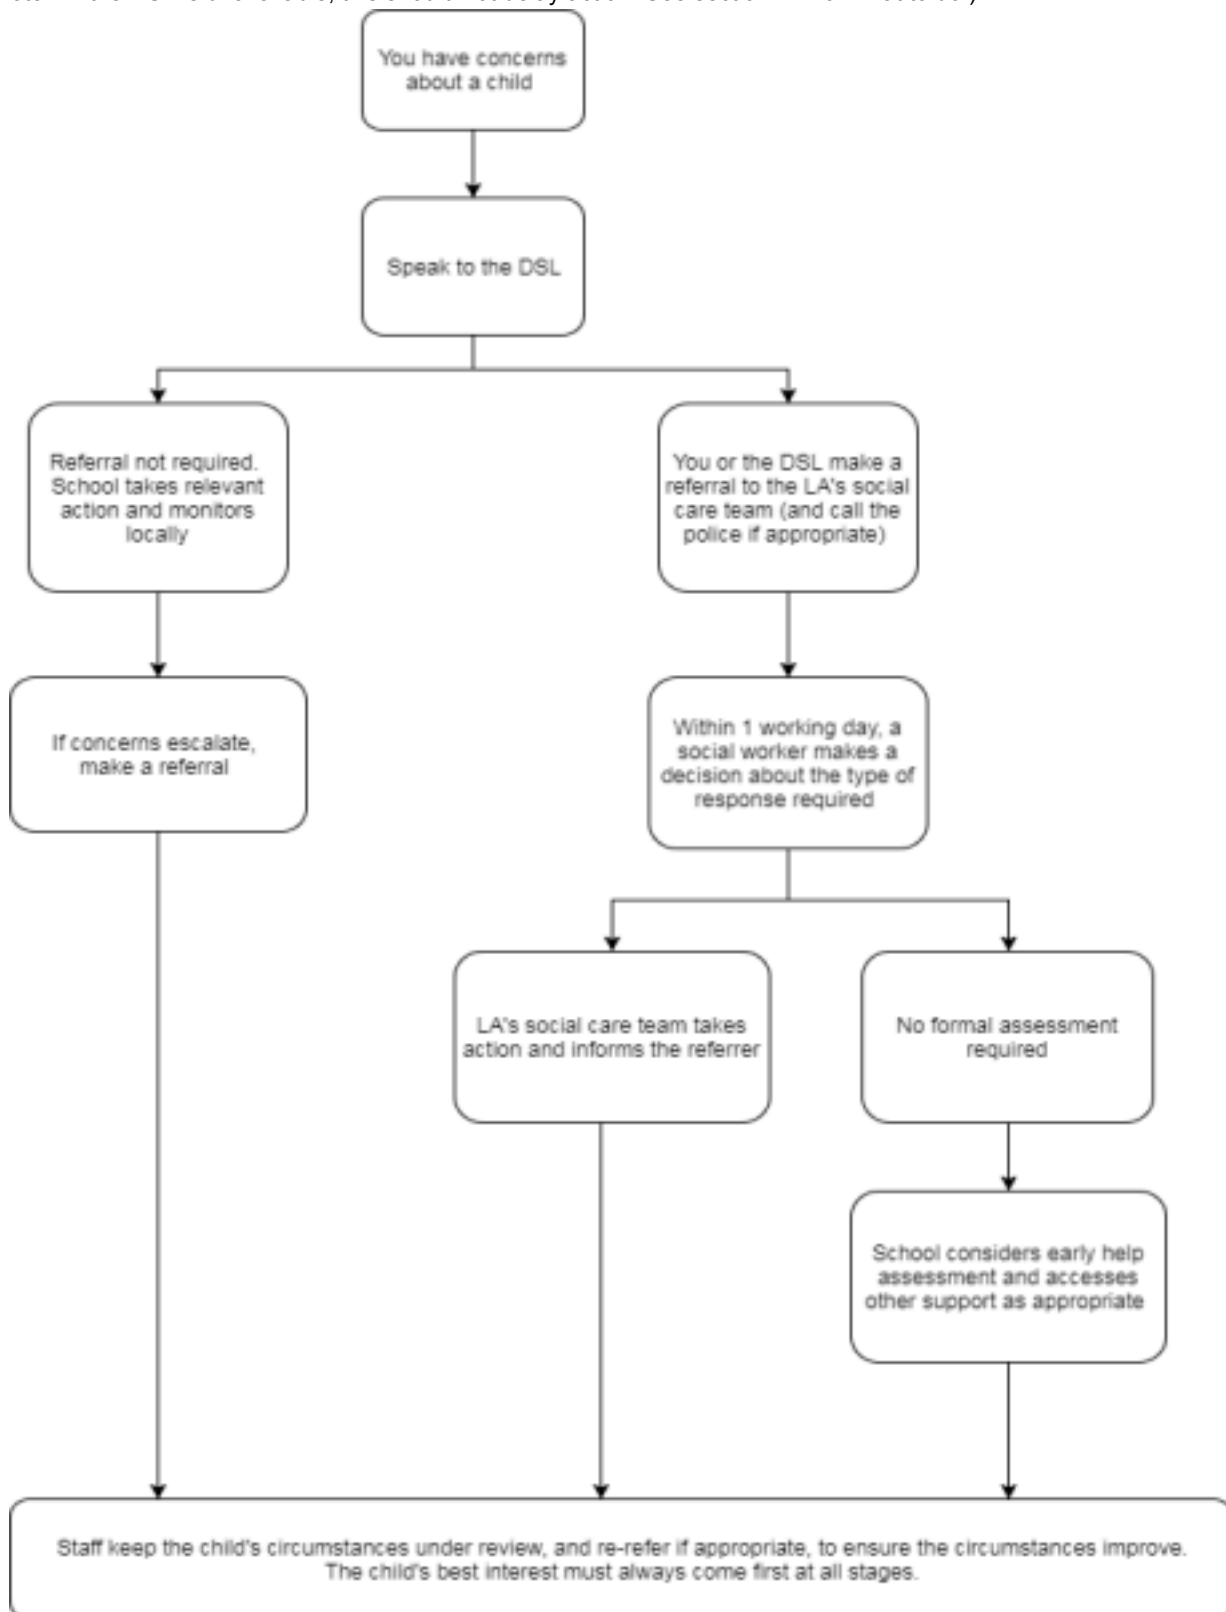 You have concerns
about a child
Speak to the DSL
Referral not required.
School takes relevant
action and monitors
locally
You or the DSL make a
referral to the LA's social
care team (and call the
police if appropriate)
If concerns escalate,
make a referral
Within 1 working day, a
social worker makes a
decision about the type of
response required
LA's social care team takes
action and informs the referrer
No formal assessment
required
School considers early help
assessment and accesses
other support as appropriate
Staff keep the child's circumstances under review, and re-refer if appropriate, to ensure the circumstances improve.
The child's best interest must always come first at all stages.